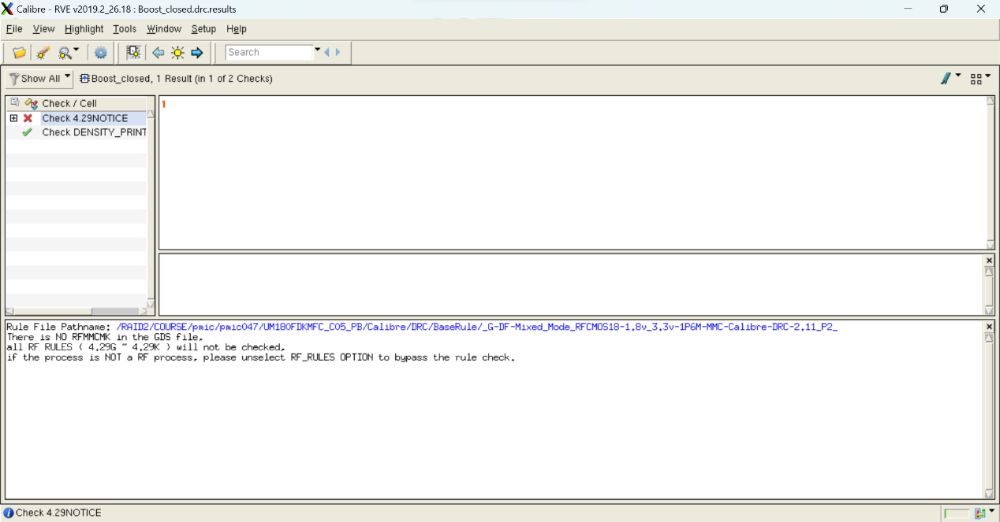 Calibre - RVE v2019.2_26.18 : Boost_closed.drc.results
File View Highlight Tools Window Setup Help
Search
Show All Boost_closed, 1 Result (in 1 of 2 Checks)
Check / Cell
1
Check 4.29NOTICE
Check DENSITY_PRINT
Rule File Pathname: /RAID2/COURSE/pmic/pmic047/UM180FDKMFC_C05_PB/Calibre/DRC/BaseRule/_G-DF-Mixed_Mode_RFCMOS18-1.8v_3.3v-1P6M-MMC-Calibre-DRC-2.11_P2_
There is NO RFMMCMK in the GDS file,
all RF RULES ( 4.29G ~ 4.29K ) will not be checked,
if the process is NOT a RF process, please unselect RF_RULES OPTION to bypass the rule check.
Check 4.29NOTICE